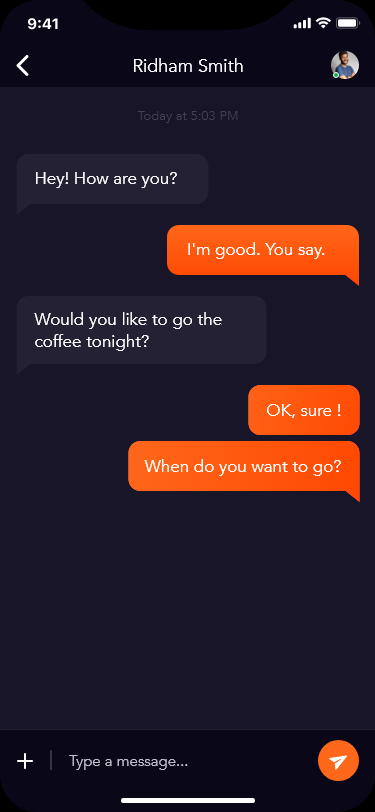 9:41
Ridham Smith
Today at 5:03 PM
Hey! How are you?
I'm good. You say.
Would you like to go the
coffee tonight?
OK, sure !
When do you want to go?
Type a message...